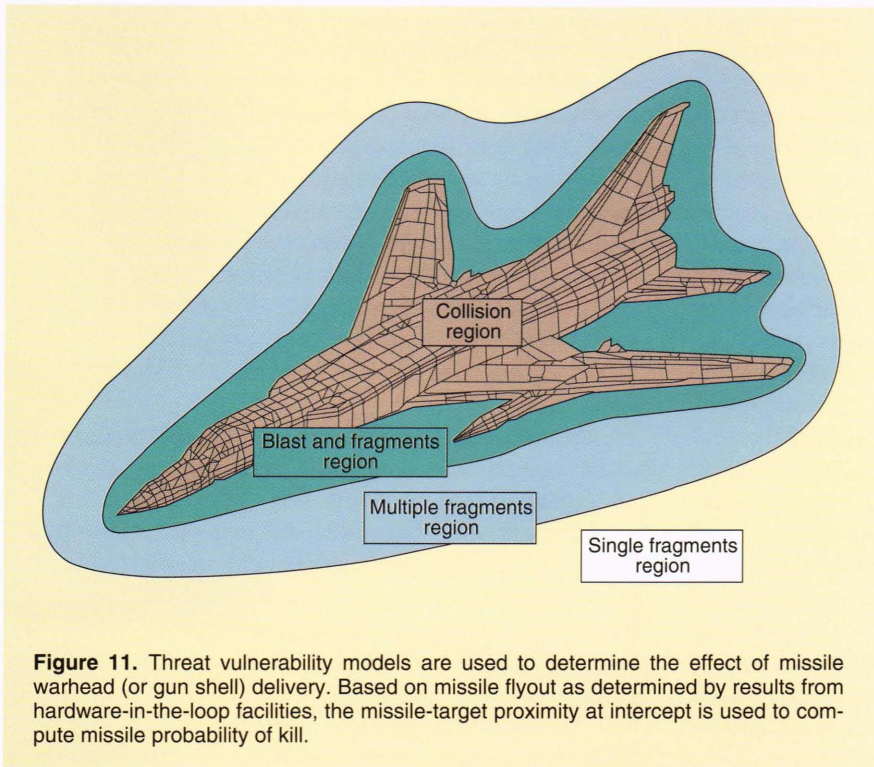 Collision
region
Blast and fragments
region
Multiple fragments
region
Single fragments
region
Figure 11. Threat vulnerability models are used to determine the effect of missile
warhead (or gun shell) delivery. Based on missile flyout as determined by results from
hardware-in-the-loop facilities, the missile-target proximity at intercept is used to com-
pute missile probability of kill.